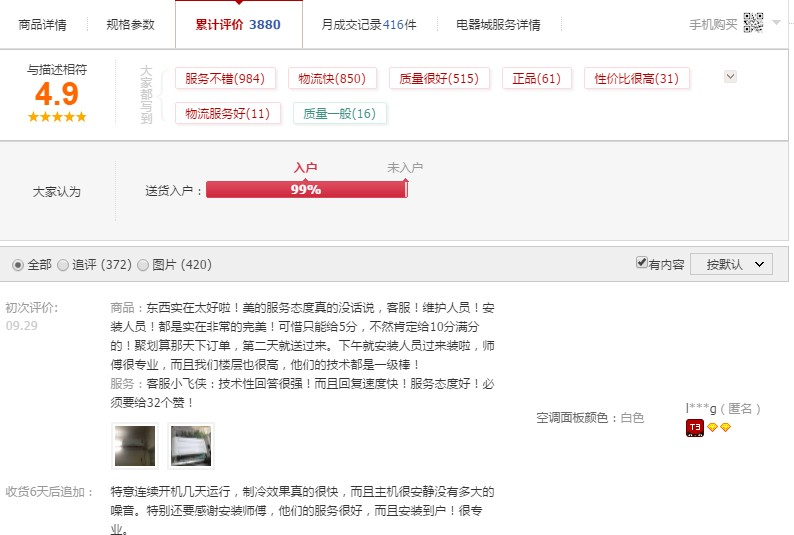 商品详情 规格参数 累计评价 3880 月成交记录416件 电器城服务详情 手机购买
与描述相符
4.9
大家都写到
服务不错(984) 物流快(850) 质量很好(515) 正品(61) 性价比很高(31)
物流服务好(11) 质量一般(16)
入户 未入户
大家认为 送货入户： 99%
全部 追评 (372) 图片 (420) 有内容 按默认
初次评价:
09.29
商品：东西实在太好啦！美的服务态度真的没话说，客服！维护人员！安
装人员！都是实在非常的完美！可惜只能给5分，不然肯定给10分满分
的！聚划算那天下订单，第二天就送过来。下午就安装人员过来装啦，师
傅很专业，而且我们楼层也很高，他们的技术都是一级棒！
服务：客服小飞侠：技术性回答很强！而且回复速度快！服务态度好！必
须要给32个赞！
空调面板颜色：白色
l***g（匿名）
T3
收货6天后追加：
特意连续开机几天运行，制冷效果真的很快，而且主机很安静没有多大的
噪音。特别还要感谢安装师傅，他们的服务很好，而且安装到户！很专
业。